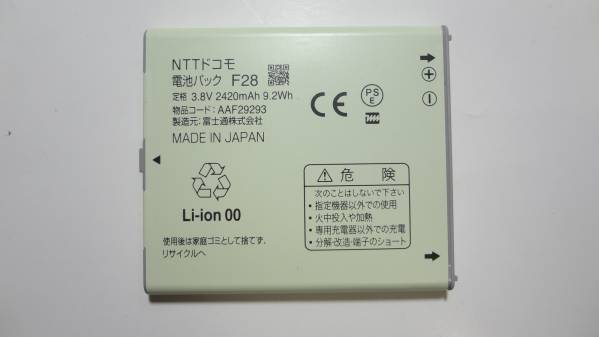 NTTドコモ
電池パック F28
定格 3.8V 2420mAh 9.2Wh
物品コード：AAF29293
製造元：富士通株式会社
MADE IN JAPAN
CE
PS
E
Li-ion 00
使用後は家庭ゴミとして捨てず、
リサイクルへ
危 険
次のことはしないで下さい
・指定機器以外での使用
・火中投入や加熱
・専用充電器以外での充電
・分解・改造・端子のショート